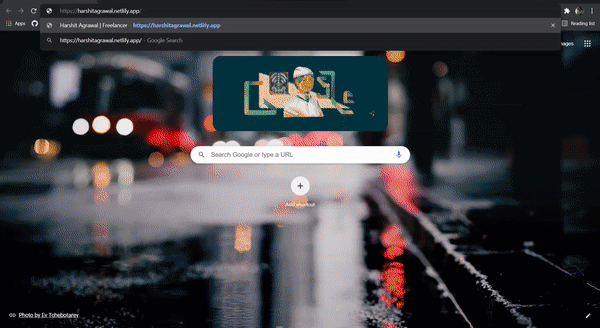 https://harshitagrawal.netlify.app/
Harshit Agrawal | Freelancer - https://harshitagrawal.netlify.app
https://harshitagrawal.netlify.app/ - Google Search
Apps
Reading list
ages
Search Google or type a URL
Add shortcut
Photo by Ev Tchebotarev